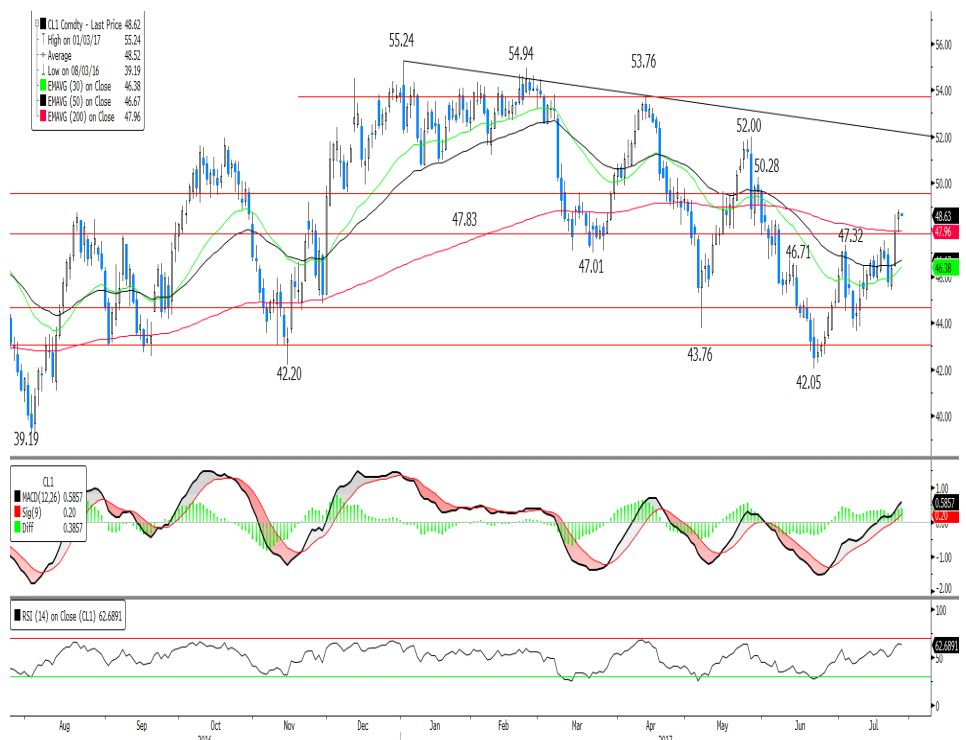 CL1 Comdty - Last Price 48.62
High on 01/03/17 55.24
Average 48.52
Low on 08/03/16 39.19
EMAVG (30) on Close 46.38
EMAVG (50) on Close 46.67
EMAVG (200) on Close 47.96
55.24
54.94
53.76
52.00
50.28
47.83
47.01
46.71
47.32
43.76
42.20
42.05
39.19
56.00
54.00
52.00
50.00
48.63
47.96
46.38
46.00
44.00
42.00
40.00
CL1
MACD(12,26) 0.5857
Sig(9) 0.20
Diff 0.3857
1.00
0.5857
0.20
0.00
-1.00
-2.00
RSI (14) on Close (CL1) 62.6891
100
62.6891
50
0
Aug Sep Oct Nov Dec Jan Feb Mar Apr May Jun Jul
2016 2017